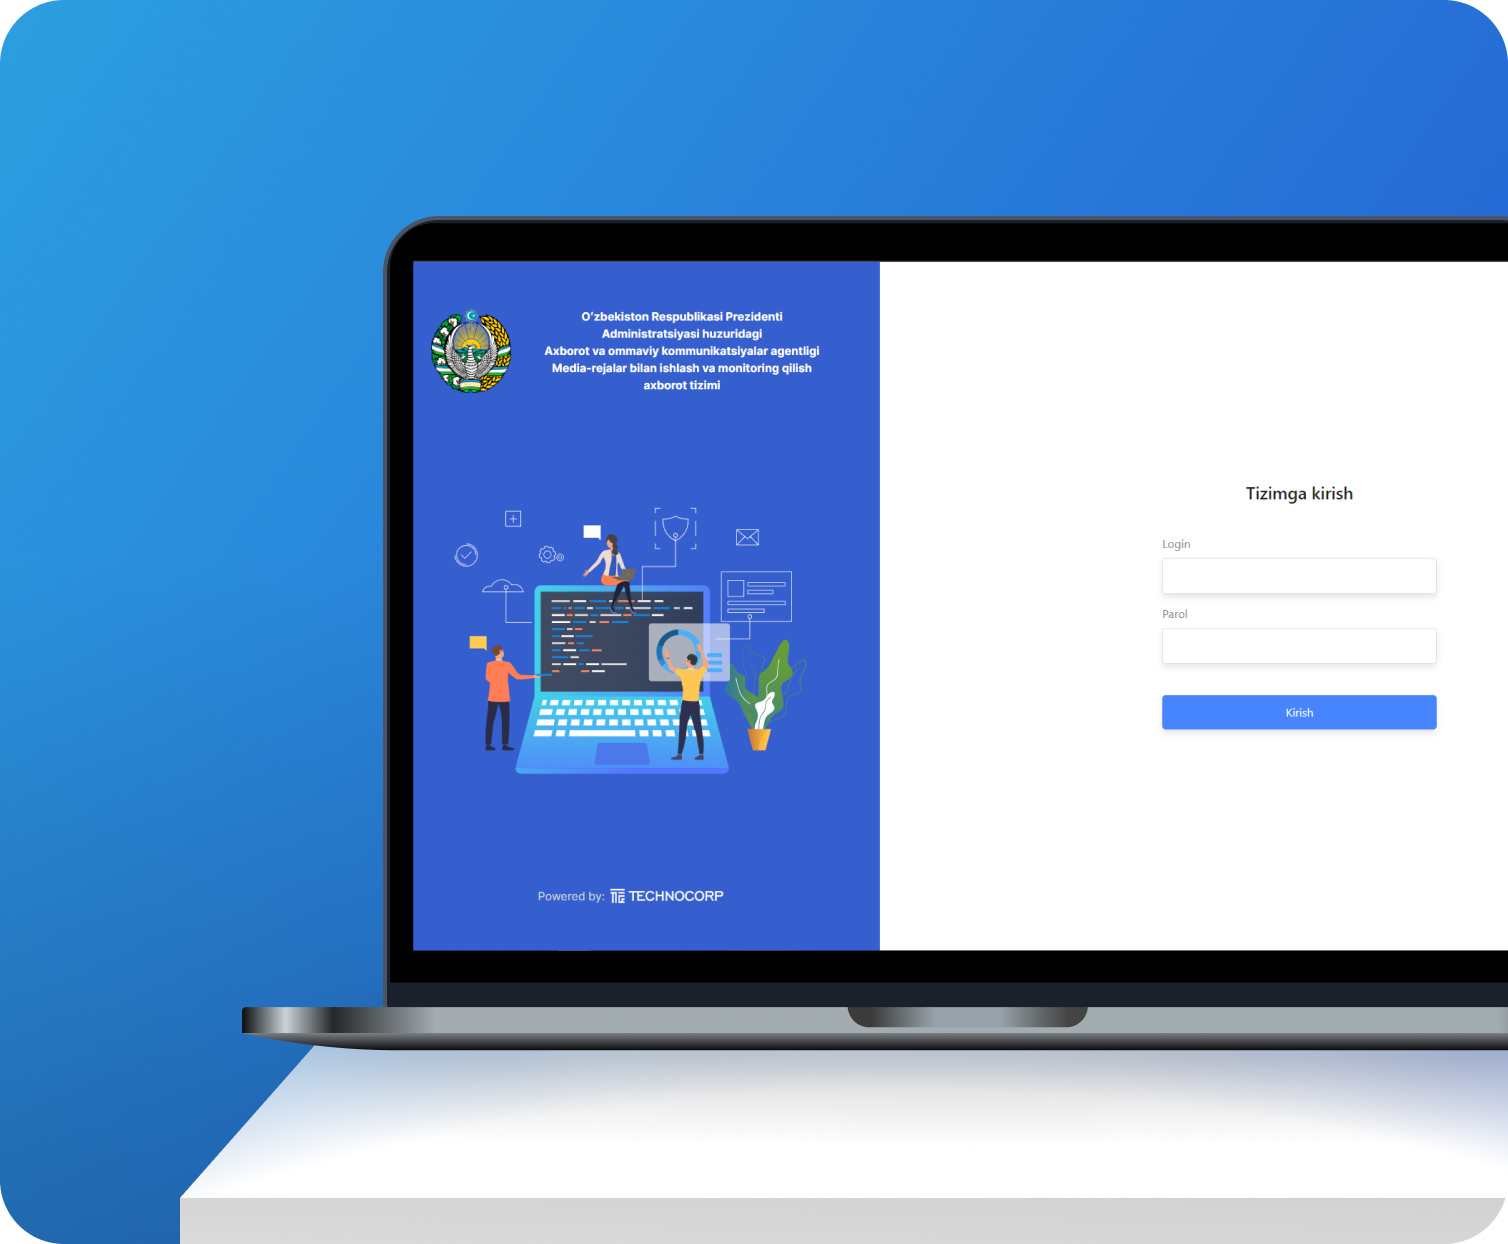 Oʻzbekiston Respublikasi Prezidenti
Administratsiyasi huzuridagi
Axborot va ommaviy kommunikatsiyalar agentligi
Media-rejalar bilan ishlash va monitoring qilish
axborot tizimi
Powered by: TECHNOCORP
Tizimga kirish
Login
Parol
Kirish